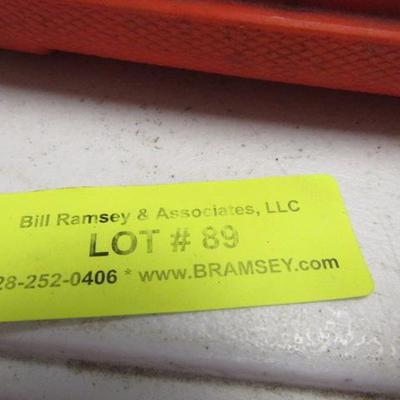 Bill Ramsey & Associates, LLC
LOT # 89
28-252-0406 * www.BRAMSEY.com